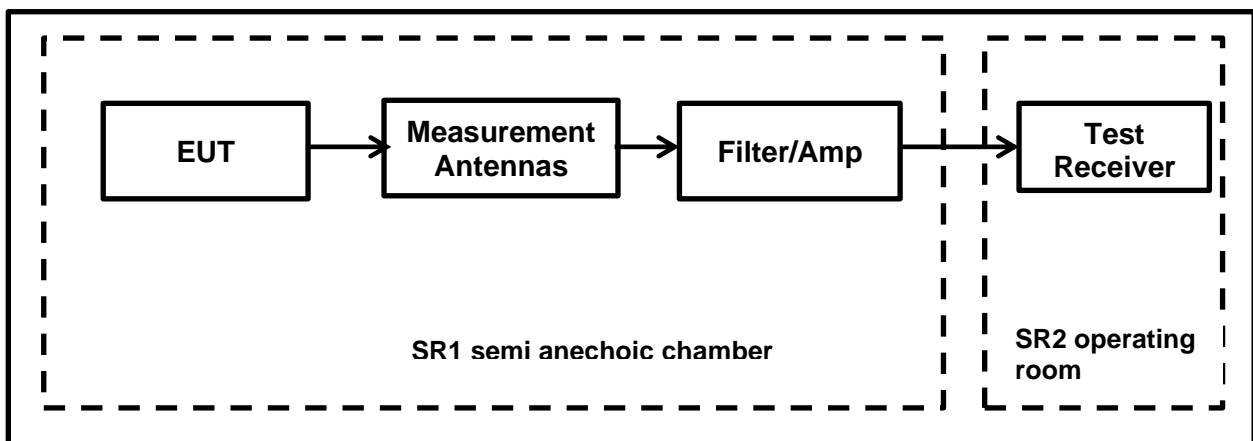 EUT
Measurement
Antennas
Filter/Amp
Test
Receiver
SR1 semi anechoic chamber
SR2 operating
room